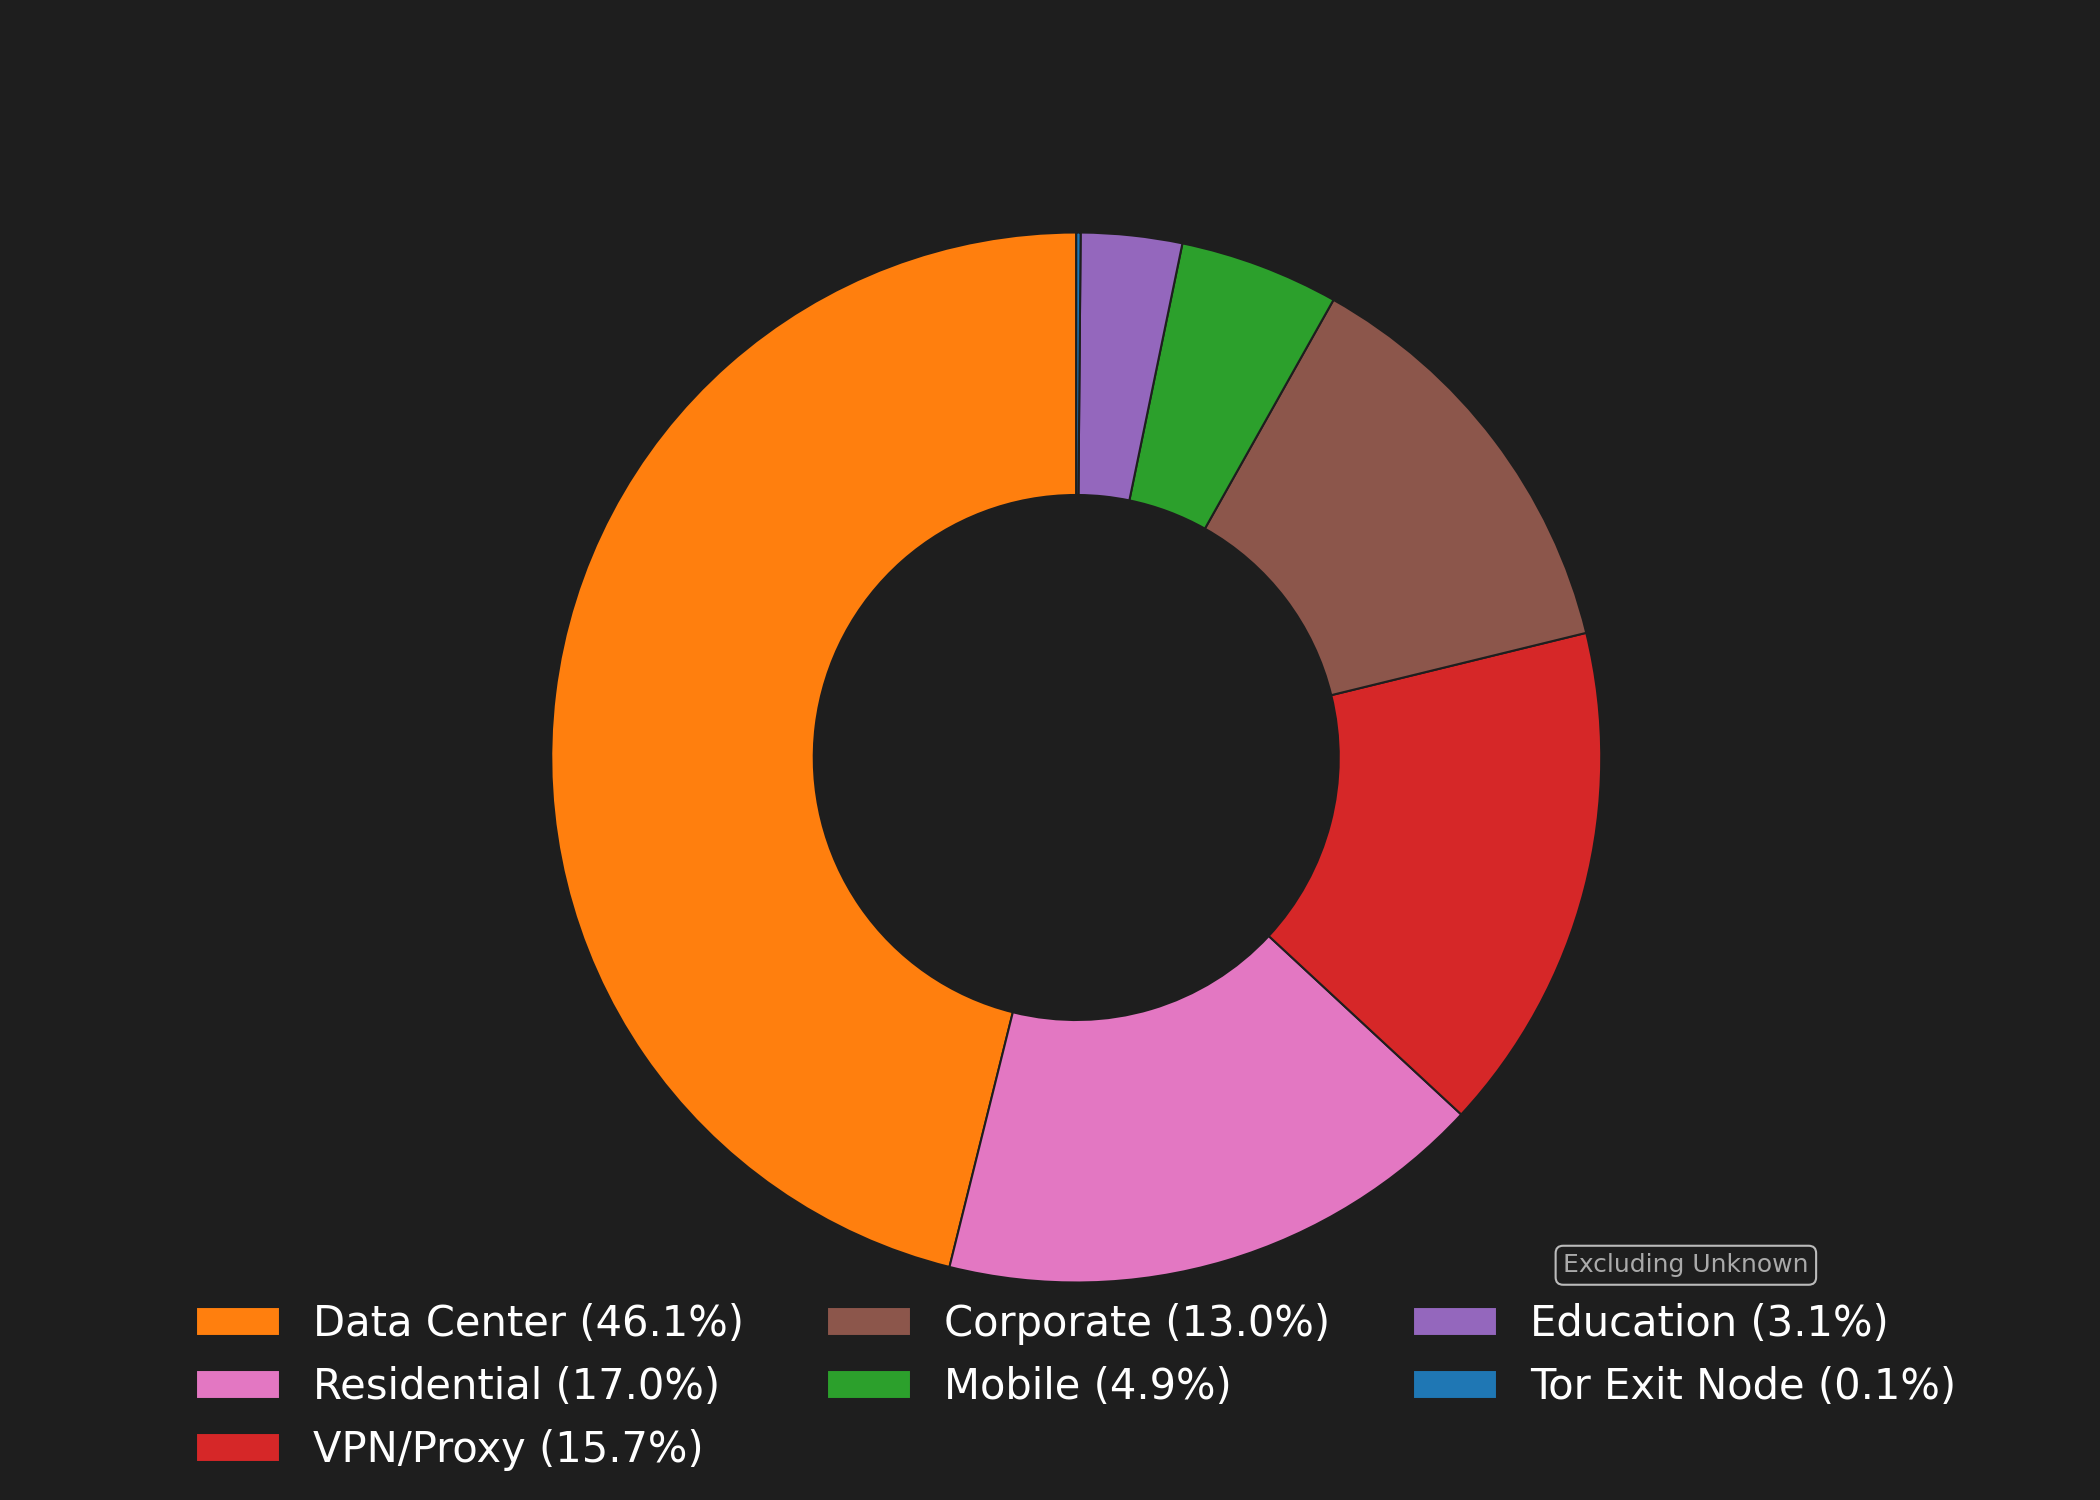 Excluding Unknown
Data Center (46.1%)
Residential (17.0%)
VPN/Proxy (15.7%)
Corporate (13.0%)
Mobile (4.9%)
Education (3.1%)
Tor Exit Node (0.1%)